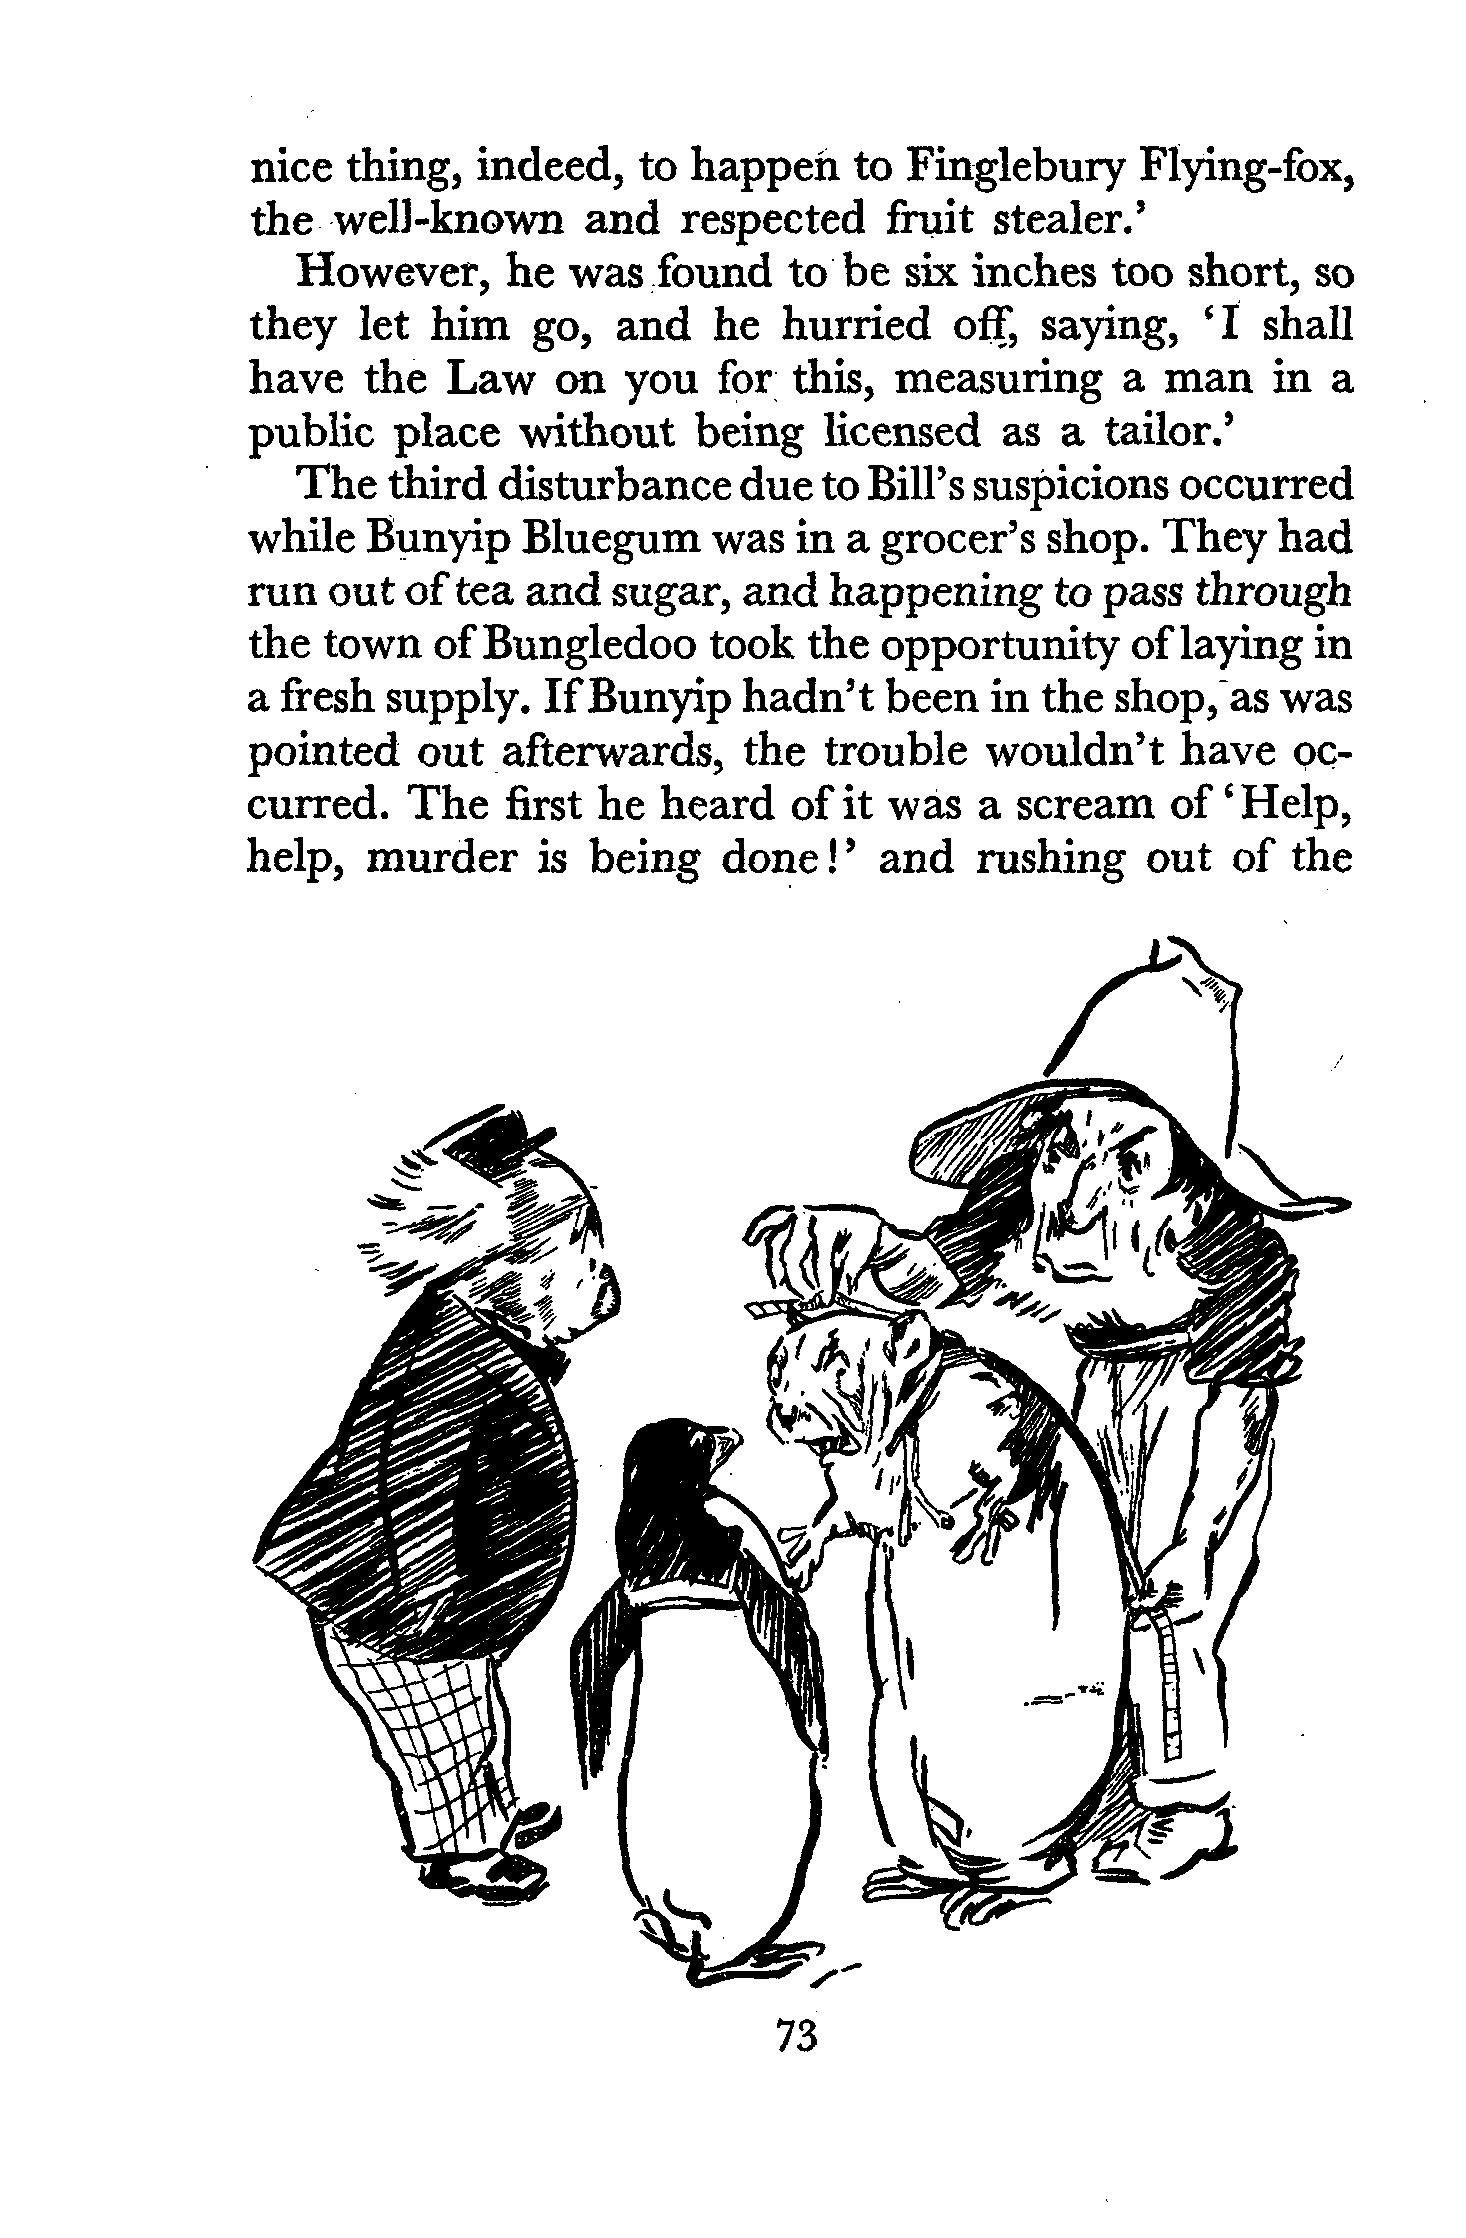 nice thing, indeed, to happen to Finglebury Flying-fox,
the well-known and respected fruit stealer.’
However, he was found to be six inches too short, so
they let him go, and he hurried off, saying, ‘I shall
have the Law on you for this, measuring a man in a
public place without being licensed as a tailor.’
The third disturbance due to Bill’s suspicions occurred
while Bunyip Bluegum was in a grocer’s shop. They had
run out of tea and sugar, and happening to pass through
the town of Bungledoo took the opportunity of laying in
a fresh supply. If Bunyip hadn’t been in the shop, as was
pointed out afterwards, the trouble wouldn’t have oc-
curred. The first he heard of it was a scream of ‘Help,
help, murder is being done!’ and rushing out of the
73